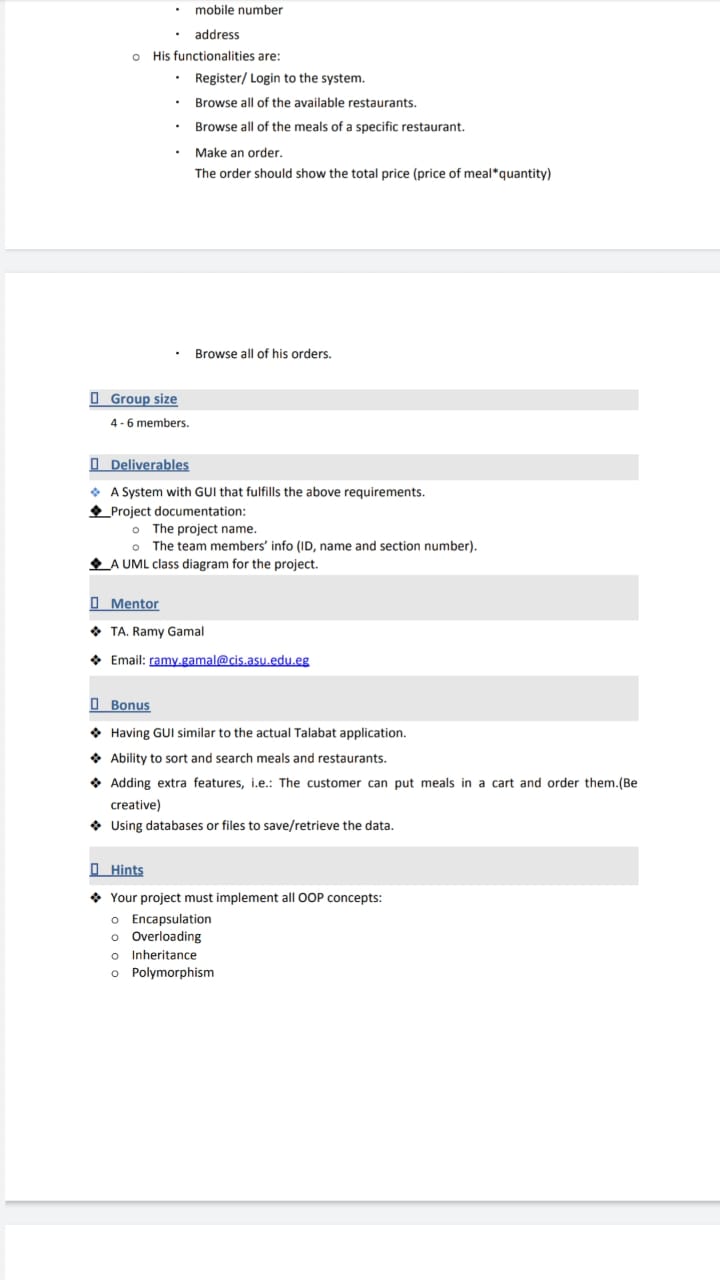 · mobile number
· address
o His functionalities are:
· Register/ Login to the system.
· Browse all of the available restaurants.
· Browse all of the meals of a specific restaurant.
· Make an order.
The order should show the total price (price of meal*quantity)
· Browse all of his orders.
Group size
4 - 6 members.
Deliverables
❖ A System with GUI that fulfills the above requirements.
❖ Project documentation:
o The project name.
o The team members' info (ID, name and section number).
❖ A UML class diagram for the project.
Mentor
❖ TA. Ramy Gamal
❖ Email: ramy.gamal@cis.asu.edu.eg
Bonus
❖ Having GUI similar to the actual Talabat application.
❖ Ability to sort and search meals and restaurants.
❖ Adding extra features, i.e.: The customer can put meals in a cart and order them.(Be
creative)
❖ Using databases or files to save/retrieve the data.
Hints
❖ Your project must implement all OOP concepts:
o Encapsulation
o Overloading
o Inheritance
o Polymorphism